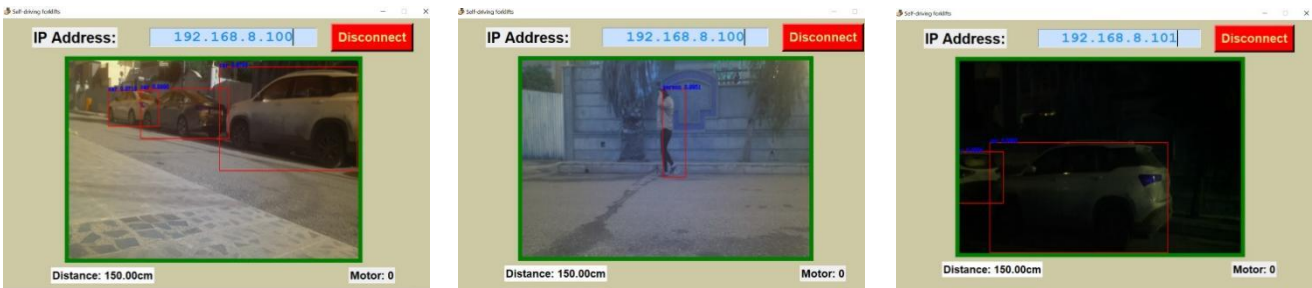 Self-driving forklifts
IP Address: 192.168.8.100 Disconnect
Distance: 150.00cm Motor: 0
Self-driving forklifts
IP Address: 192.168.8.100 Disconnect
Distance: 150.00cm Motor: 0
Self-driving forklifts
IP Address: 192.168.8.101 Disconnect
Distance: 150.00cm Motor: 0